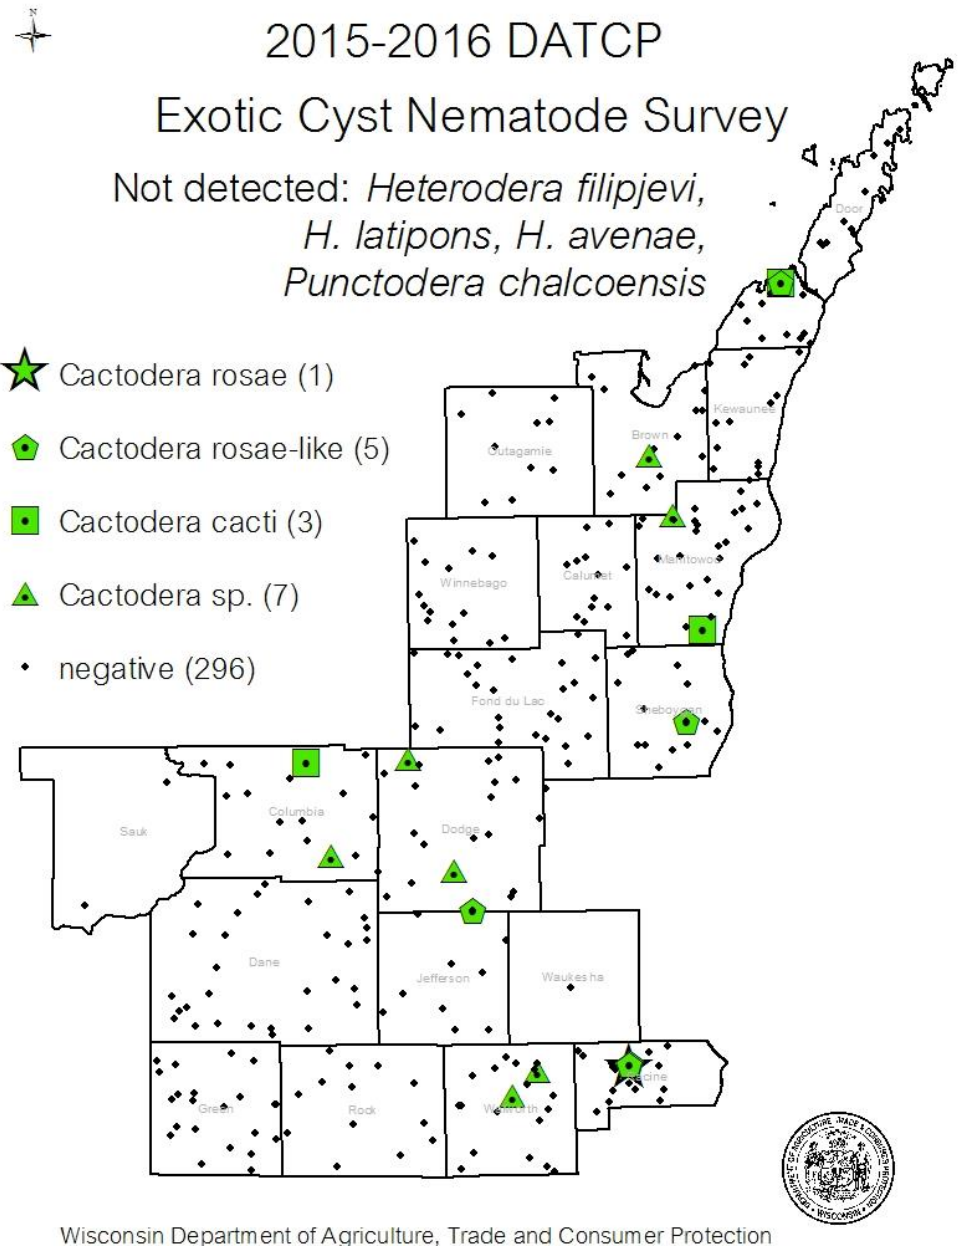 N
2015-2016 DATCP
Exotic Cyst Nematode Survey
Not detected: Heterodera filipjevi,
H. latipons, H. avenae,
Punctodera chalcoensis
Cactodera rosae (1)
Cactodera rosae-like (5)
Cactodera cacti (3)
Cactodera sp. (7)
negative (296)
Door
Kewaunee
Brown
Outagamie
Manitowoc
Calumet
Winnebago
Fond du Lac
Sheboygan
Columbia
Dodge
Sauk
Dane
Jefferson
Waukesha
Racine
Green
Rock
Walworth
WISCONSIN
Wisconsin Department of Agriculture, Trade and Consumer Protection